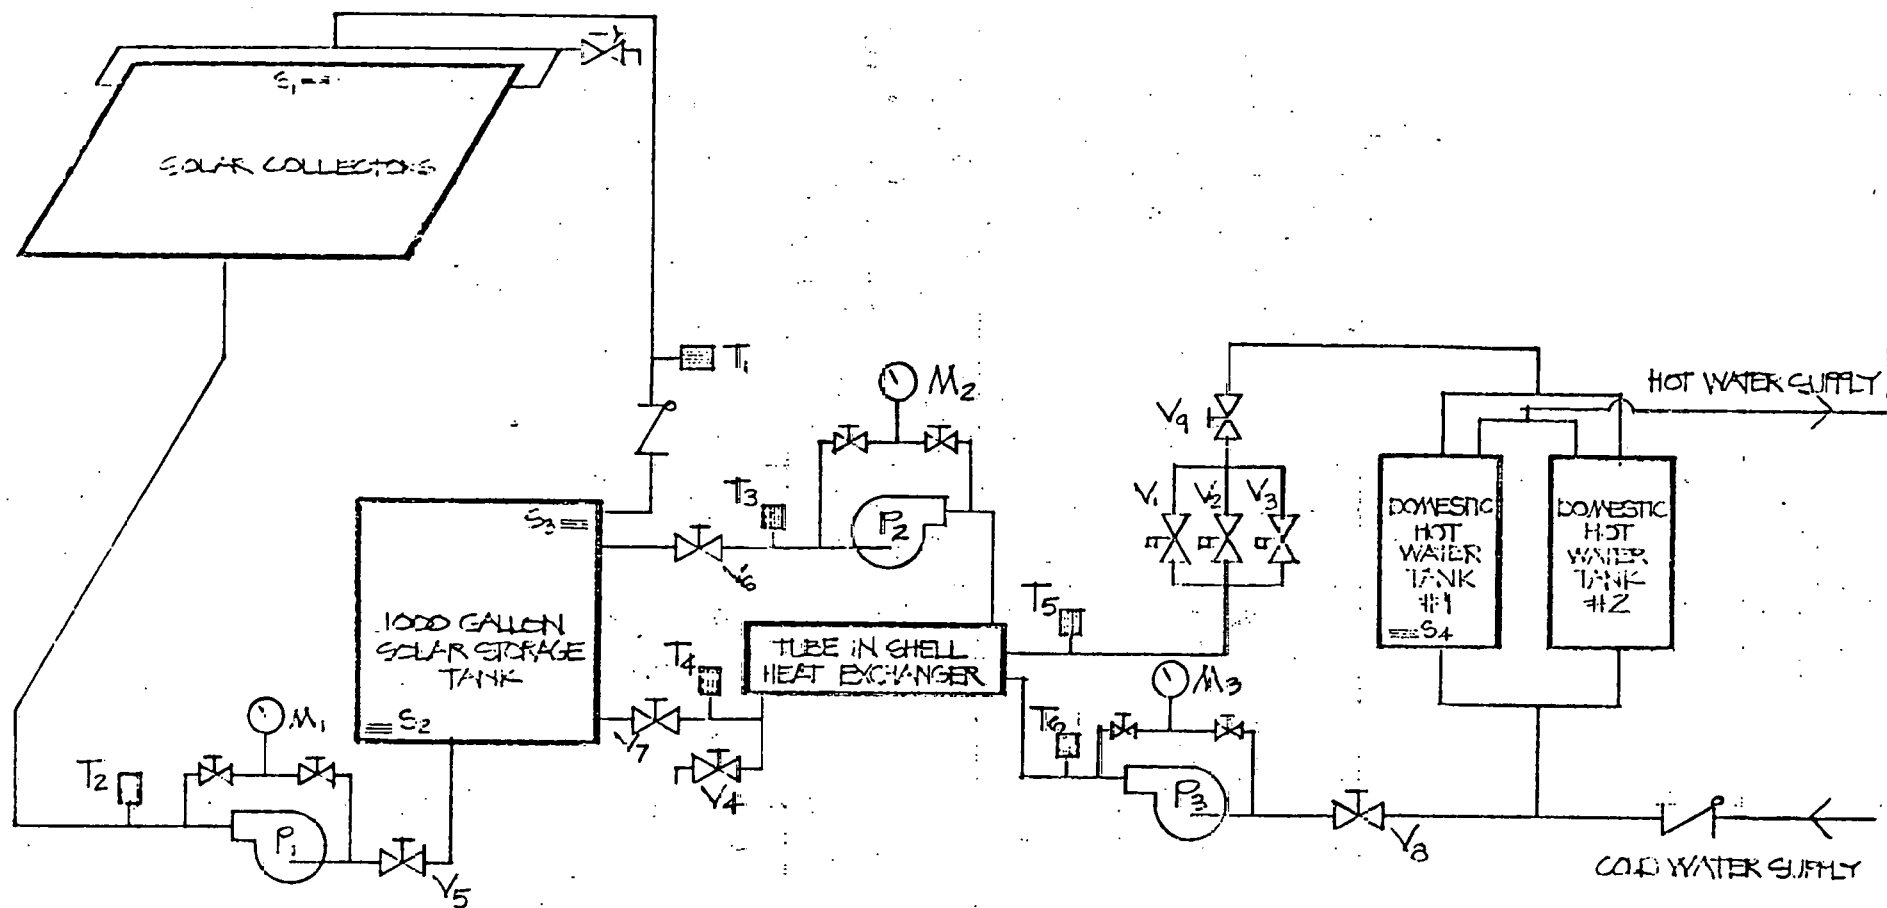 S1
SOLAR COLLECTORS
T1
M2
HOT WATER SUPPLY
V9
T3
P2
V1
V2
V3
S3
V6
DOMESTIC
HOT
WATER
TANK
#1
S4
DOMESTIC
HOT
WATER
TANK
#2
1000 GALLON
SOLAR STORAGE
TANK
S2
T5
T4
TUBE IN SHELL
HEAT EXCHANGER
M3
M1
V7
T6
T2
V4
P3
P1
V8
V5
COLD WATER SUPPLY